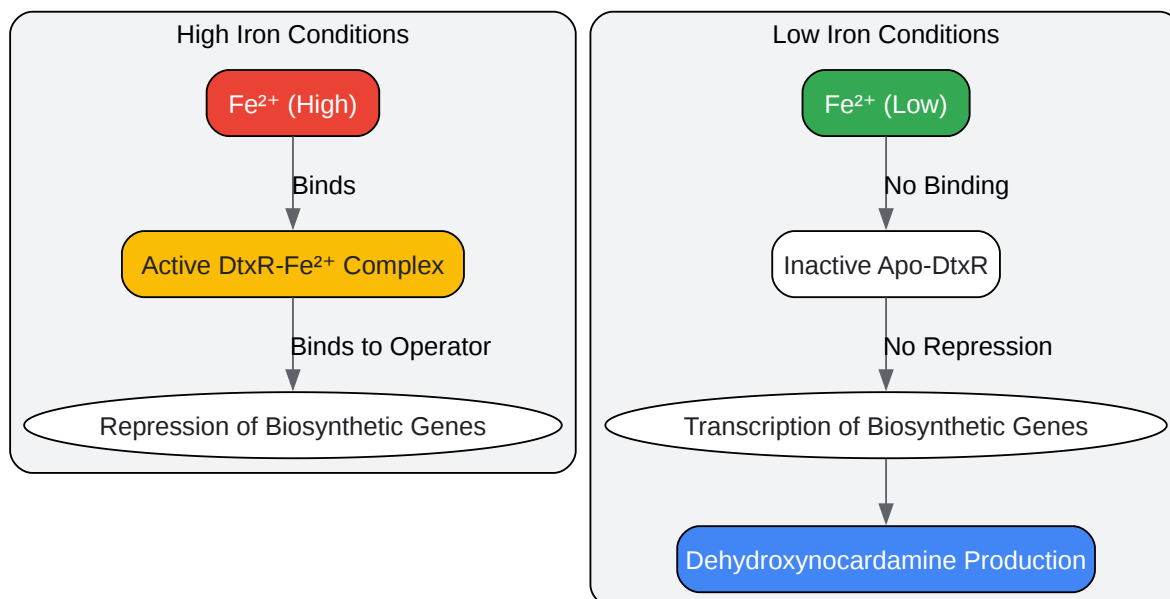 High Iron Conditions
Fe²⁺ (High)
Binds
Active DtxR-Fe²⁺ Complex
Binds to Operator
Repression of Biosynthetic Genes
Low Iron Conditions
Fe²⁺ (Low)
No Binding
Inactive Apo-DtxR
No Repression
Transcription of Biosynthetic Genes
Dehydroxynocardamine Production